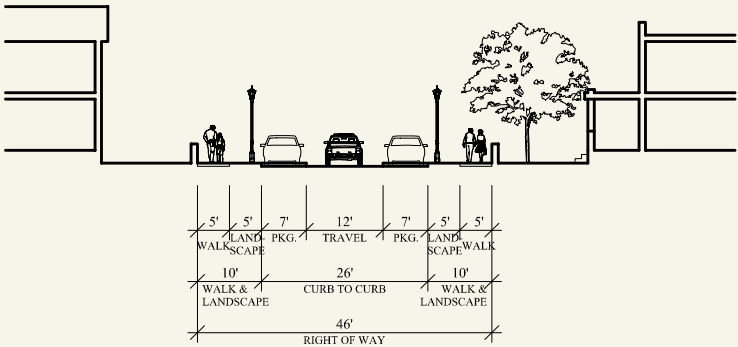 5' 5' 7' 12' 7' 5' 5'
WALK LAND-
SCAPE PKG. TRAVEL PKG. LAND-
SCAPE WALK
10' 26' 10'
WALK &
LANDSCAPE CURB TO CURB WALK &
LANDSCAPE
46'
RIGHT OF WAY